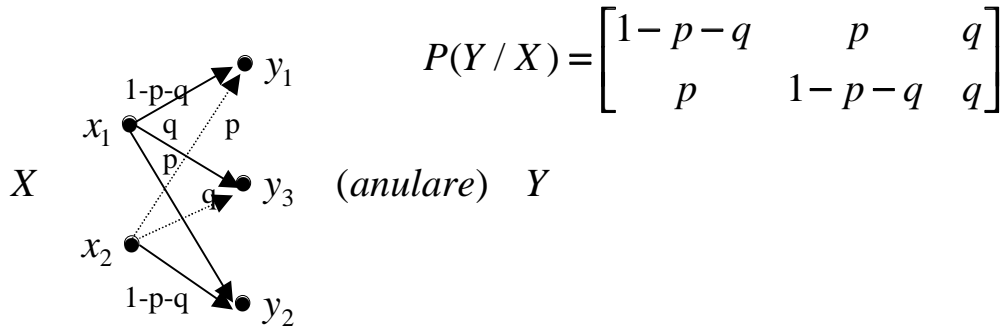 P(Y / X) = [1 − p − q p q
p 1 − p − q q]
1-p-q y₁
x₁ q p
p
X q y₃ (anulare) Y
x₂
1-p-q y₂